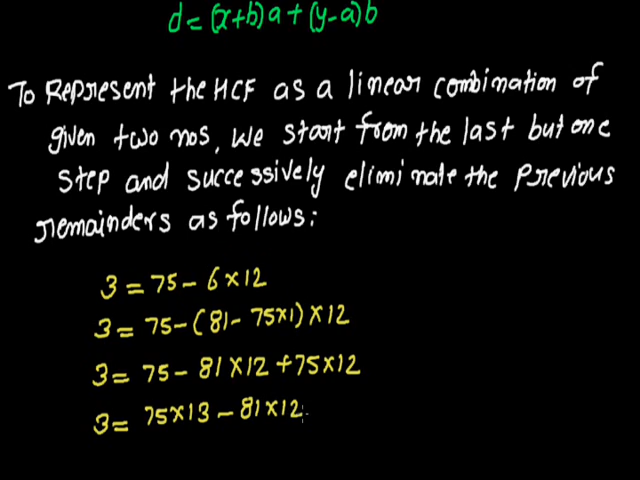 d = (x+b)a + (y-a)b
To Represent the HCF as a linear combination of
given two nos, we start from the last but one
step and successively eliminate the previous
remainders as follows:
3 = 75 - 6×12
3 = 75 - (81 - 75×1) × 12
3 = 75 - 81×12 + 75×12
3 = 75×13 - 81×12